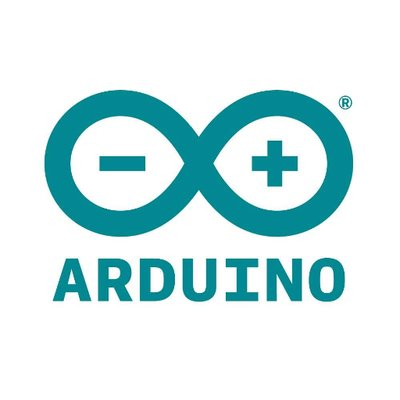 ®
- +
ARDUINO